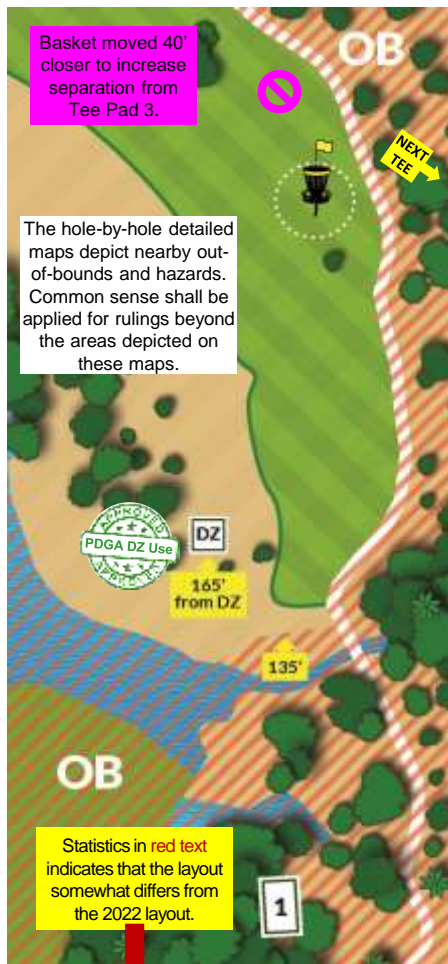 Basket moved 40’
closer to increase
separation from
Tee Pad 3.
OB
NEXT
TEE
The hole-by-hole detailed
maps depict nearby out-
of-bounds and hazards.
Common sense shall be
applied for rulings beyond
the areas depicted on
these maps.
APPROVED
PDGA DZ Use
APPROVED
DZ
165'
from DZ
135'
OB
Statistics in red text
indicates that the layout
somewhat differs from
the 2022 layout.
1